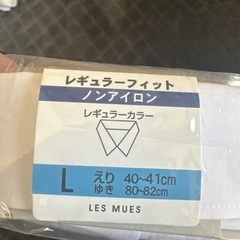 レギュラーフィット
ノンアイロン
レギュラーカラー
L えり 40~41cm
ゆき 80~82cm
LES MUES